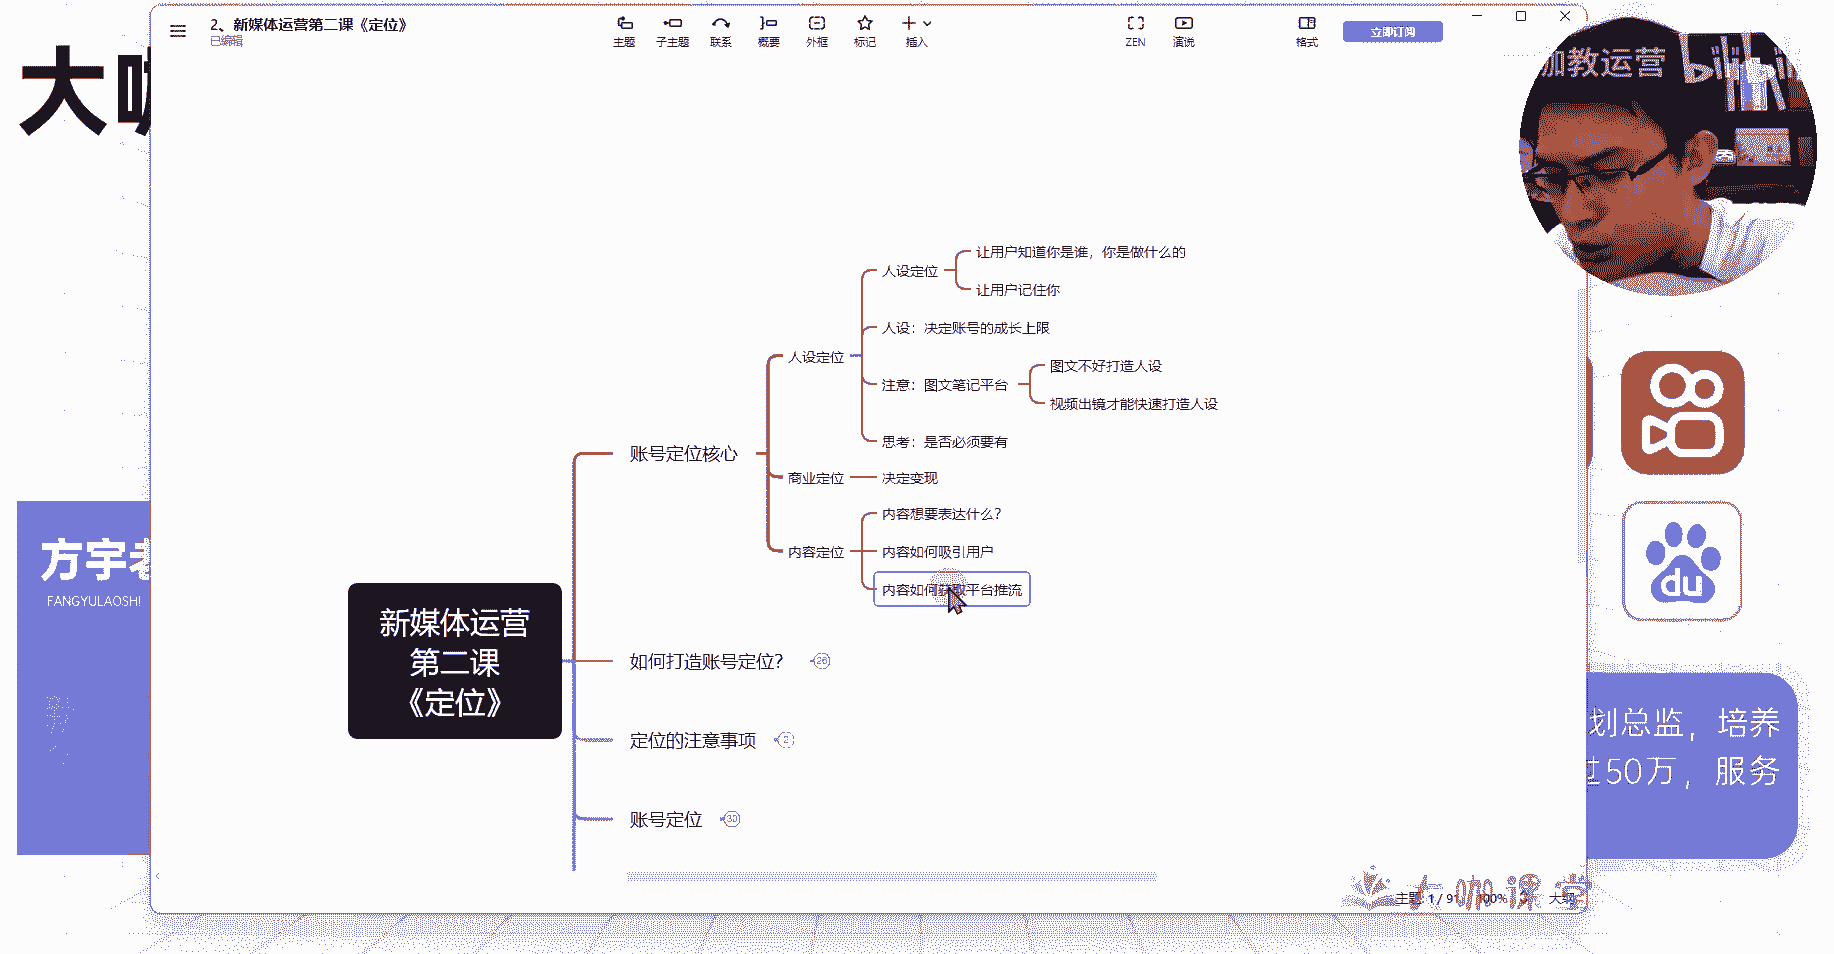 2、新媒体运营第二课《定位》
已编辑
主题
子主题
联系
概要
外框
标记
插入
ZEN
演说
格式
立即订阅
大咖
加教运营
让用户知道你是谁，你是做什么的
人设定位
让用户记住你
人设：决定账号的成长上限
图文不好打造人设
人设定位
注意：图文笔记平台
视频出镜才能快速打造人设
思考：是否必须要有
账号定位核心
商业定位
决定变现
内容想要表达什么？
内容定位
内容如何吸引用户
内容如何获取平台推流
方宇老
FANGYULAOSHI
新媒体运营
第二课
《定位》
如何打造账号定位？
26
定位的注意事项
2
账号定位
30
du
划总监，培养
过50万，服务
大咖课堂
主题: 1 / 91
100%
大纲